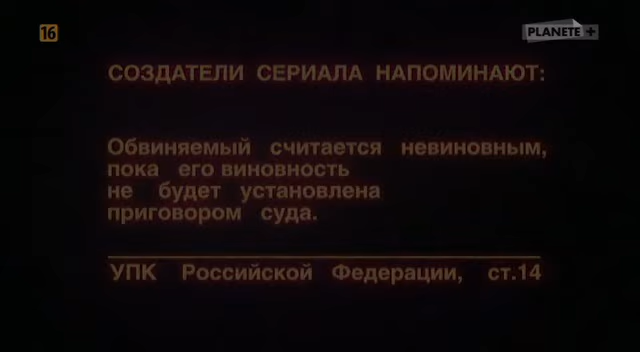 16
PLANETE +
СОЗДАТЕЛИ СЕРИАЛА НАПОМИНАЮТ:
Обвиняемый считается невиновным,
пока его виновность
не будет установлена
приговором суда.
УПК Российской Федерации, ст.14